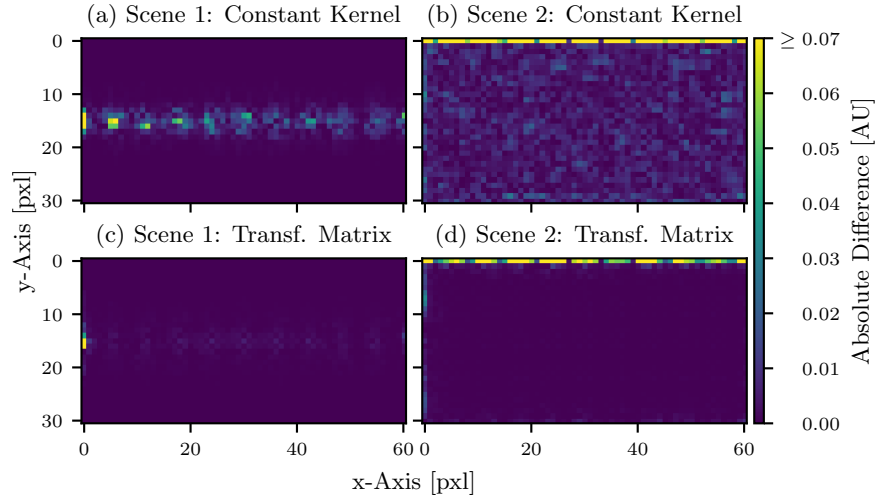 (a) Scene 1: Constant Kernel
(b) Scene 2: Constant Kernel
0
10
20
30
≥ 0.07
0.06
0.05
0.04
0.03
0.02
0.01
0.00
Absolute Difference [AU]
y-Axis [pxl]
(c) Scene 1: Transf. Matrix
(d) Scene 2: Transf. Matrix
0
10
20
30
0 20 40 60
0 20 40 60
x-Axis [pxl]